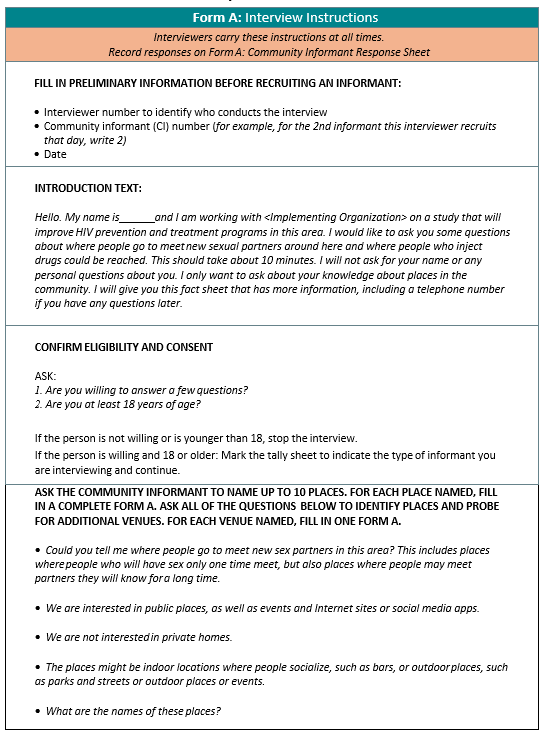 Form A: Interview Instructions
Interviewers carry these instructions at all times.
Record responses on Form A: Community Informant Response Sheet
FILL IN PRELIMINARY INFORMATION BEFORE RECRUITING AN INFORMANT:
• Interviewer number to identify who conducts the interview
• Community informant (CI) number (for example, for the 2nd informant this interviewer recruits
that day, write 2)
• Date
INTRODUCTION TEXT:
Hello. My name is______and I am working with <Implementing Organization> on a study that will
improve HIV prevention and treatment programs in this area. I would like to ask you some questions
about where people go to meet new sexual partners around here and where people who inject
drugs could be reached. This should take about 10 minutes. I will not ask for your name or any
personal questions about you. I only want to ask about your knowledge about places in the
community. I will give you this fact sheet that has more information, including a telephone number
if you have any questions later.
CONFIRM ELIGIBILITY AND CONSENT
ASK:
1. Are you willing to answer a few questions?
2. Are you at least 18 years of age?
If the person is not willing or is younger than 18, stop the interview.
If the person is willing and 18 or older: Mark the tally sheet to indicate the type of informant you
are interviewing and continue.
ASK THE COMMUNITY INFORMANT TO NAME UP TO 10 PLACES. FOR EACH PLACE NAMED, FILL
IN A COMPLETE FORM A. ASK ALL OF THE QUESTIONS BELOW TO IDENTIFY PLACES AND PROBE
FOR ADDITIONAL VENUES. FOR EACH VENUE NAMED, FILL IN ONE FORM A.
• Could you tell me where people go to meet new sex partners in this area? This includes places
where people who will have sex only one time meet, but also places where people may meet
partners they will know for a long time.
• We are interested in public places, as well as events and Internet sites or social media apps.
• We are not interested in private homes.
• The places might be indoor locations where people socialize, such as bars, or outdoor places, such
as parks and streets or outdoor places or events.
• What are the names of these places?